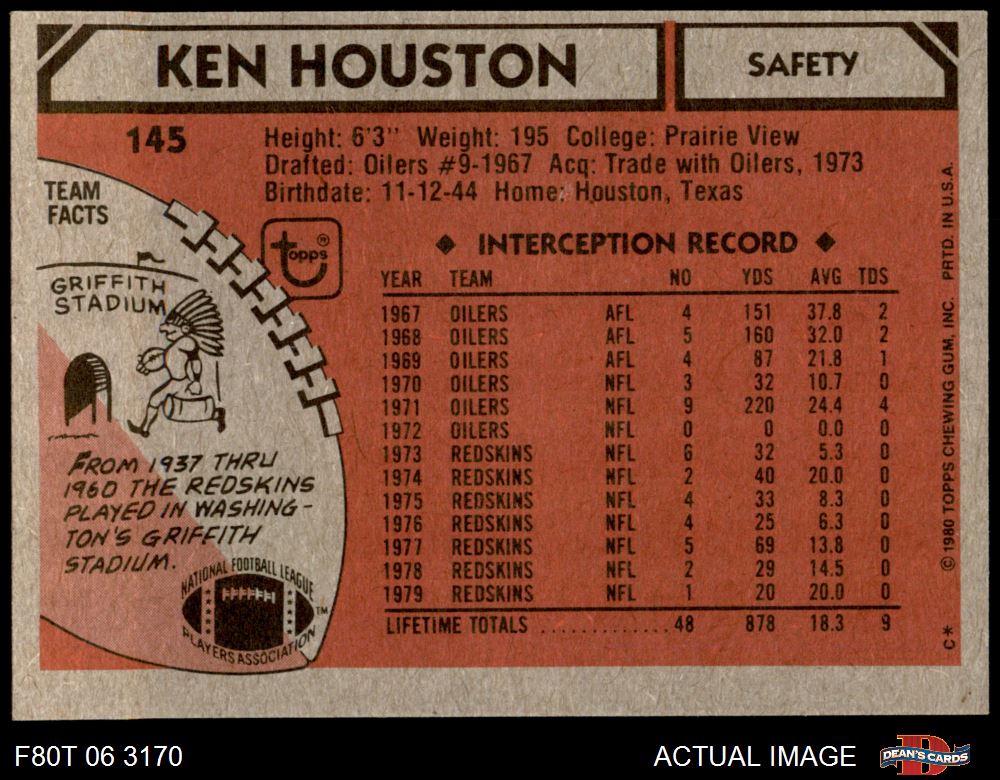 KEN HOUSTON
SAFETY
145
Height: 6'3" Weight: 195 College: Prairie View
Drafted: Oilers #9-1967 Acq: Trade with Oilers, 1973
Birthdate: 11-12-44 Home: Houston, Texas
TEAM
FACTS
topps ®
GRIFFITH
STADIUM
FROM 1937 THRU
1960 THE REDSKINS
PLAYED IN WASHING-
TON'S GRIFFITH
STADIUM.
NATIONAL FOOTBALL LEAGUE
PLAYERS ASSOCIATION
TM
◆ INTERCEPTION RECORD ◆
YEAR TEAM NO YDS AVG TDS
1967 OILERS AFL 4 151 37.8 2
1968 OILERS AFL 5 160 32.0 2
1969 OILERS AFL 4 87 21.8 1
1970 OILERS NFL 3 32 10.7 0
1971 OILERS NFL 9 220 24.4 4
1972 OILERS NFL 0 0 0.0 0
1973 REDSKINS NFL 6 32 5.3 0
1974 REDSKINS NFL 2 40 20.0 0
1975 REDSKINS NFL 4 33 8.3 0
1976 REDSKINS NFL 4 25 6.3 0
1977 REDSKINS NFL 5 69 13.8 0
1978 REDSKINS NFL 2 29 14.5 0
1979 REDSKINS NFL 1 20 20.0 0
LIFETIME TOTALS .............48 878 18.3 9
© 1980 TOPPS CHEWING GUM, INC. PRTD. IN U.S.A.
C*
F80T 06 3170
ACTUAL IMAGE
DEAN'S CARDS